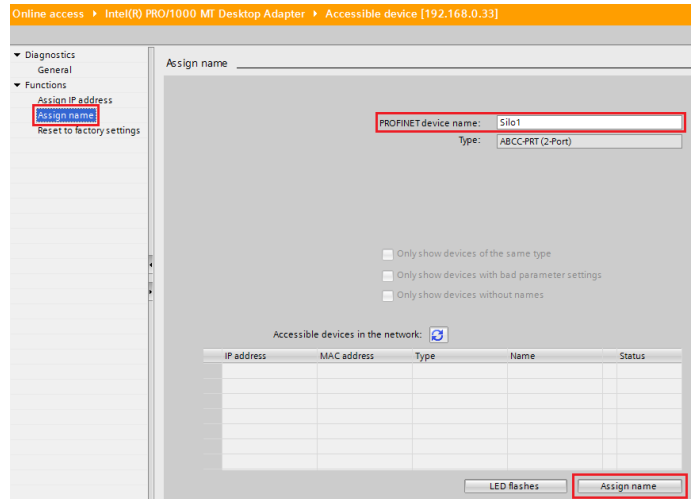 Online access ▸ Intel(R) PRO/1000 MT Desktop Adapter ▸ Accessible device [192.168.0.33]
Diagnostics
General
Functions
Assign IP address
Assign name
Reset to factory settings
Assign name
PROFINET device name: Silo1
Type: ABCC-PRT (2-Port)
Only show devices of the same type
Only show devices with bad parameter settings
Only show devices without names
Accessible devices in the network:
IP address MAC address Type Name Status
LED flashes Assign name